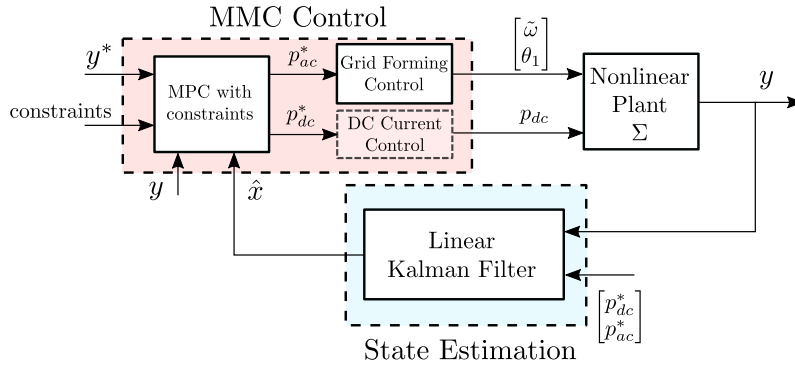 MMC Control
y*
constraints
MPC with
constraints
p*ac
p*dc
Grid Forming
Control
DC Current
Control
[ω̃
θ₁]
pdc
Nonlinear
Plant
Σ
y
y
x̂
Linear
Kalman Filter
[p*dc
p*ac]
State Estimation